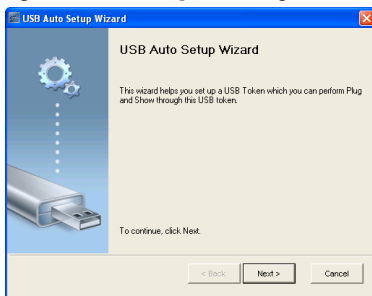 USB Auto Setup Wizard
USB Auto Setup Wizard
This wizard helps you set up a USB Token which you can perform Plug
and Show through this USB token.
To continue, click Next.
< Back
Next >
Cancel